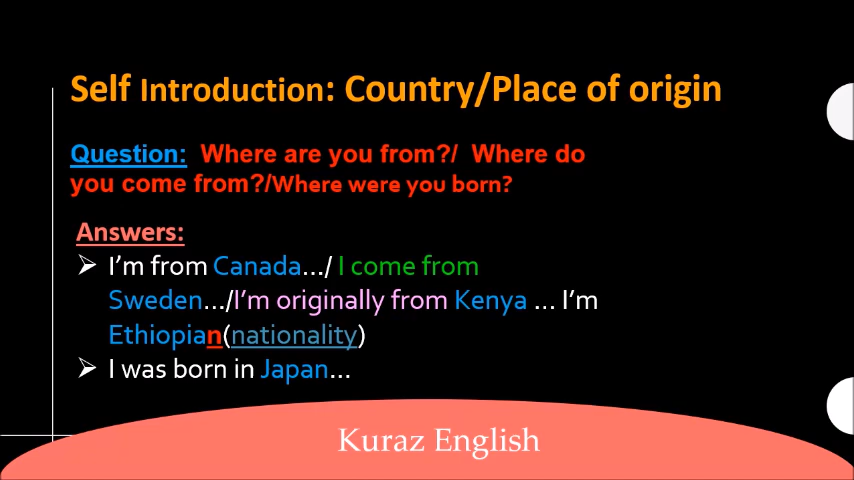 Self Introduction: Country/Place of origin
Question: Where are you from?/ Where do
you come from?/Where were you born?
Answers:
➢ I’m from Canada.../ I come from
Sweden.../I’m originally from Kenya ... I’m
Ethiopian(nationality)
➢ I was born in Japan...
Kuraz English